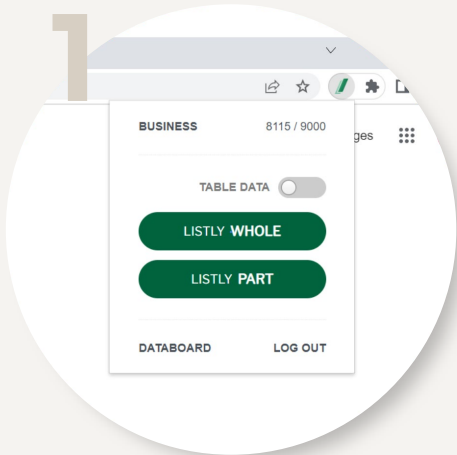 1
BUSINESS 8115 / 9000
ges
TABLE DATA
LISTLY WHOLE
LISTLY PART
DATABOARD LOG OUT